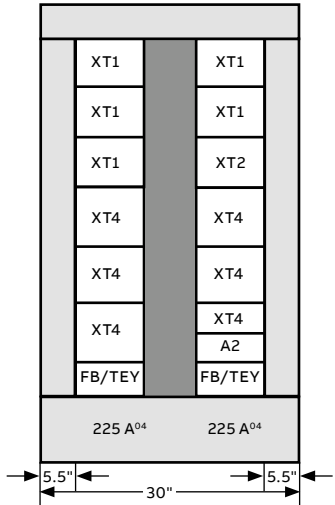 XT1 XT1
XT1 XT1
XT1 XT2
XT4 XT4
XT4 XT4
XT4 XT4
A2
FB/TEY FB/TEY
225 A⁰⁴ 225 A⁰⁴
5.5" 5.5"
30"